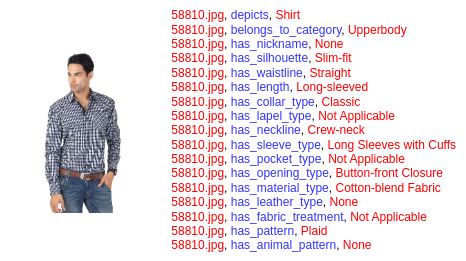 58810.jpg, depicts, Shirt
58810.jpg, belongs_to_category, Upperbody
58810.jpg, has_nickname, None
58810.jpg, has_silhouette, Slim-fit
58810.jpg, has_waistline, Straight
58810.jpg, has_length, Long-sleeved
58810.jpg, has_collar_type, Classic
58810.jpg, has_lapel_type, Not Applicable
58810.jpg, has_neckline, Crew-neck
58810.jpg, has_sleeve_type, Long Sleeves with Cuffs
58810.jpg, has_pocket_type, Not Applicable
58810.jpg, has_opening_type, Button-front Closure
58810.jpg, has_material_type, Cotton-blend Fabric
58810.jpg, has_leather_type, None
58810.jpg, has_fabric_treatment, Not Applicable
58810.jpg, has_pattern, Plaid
58810.jpg, has_animal_pattern, None